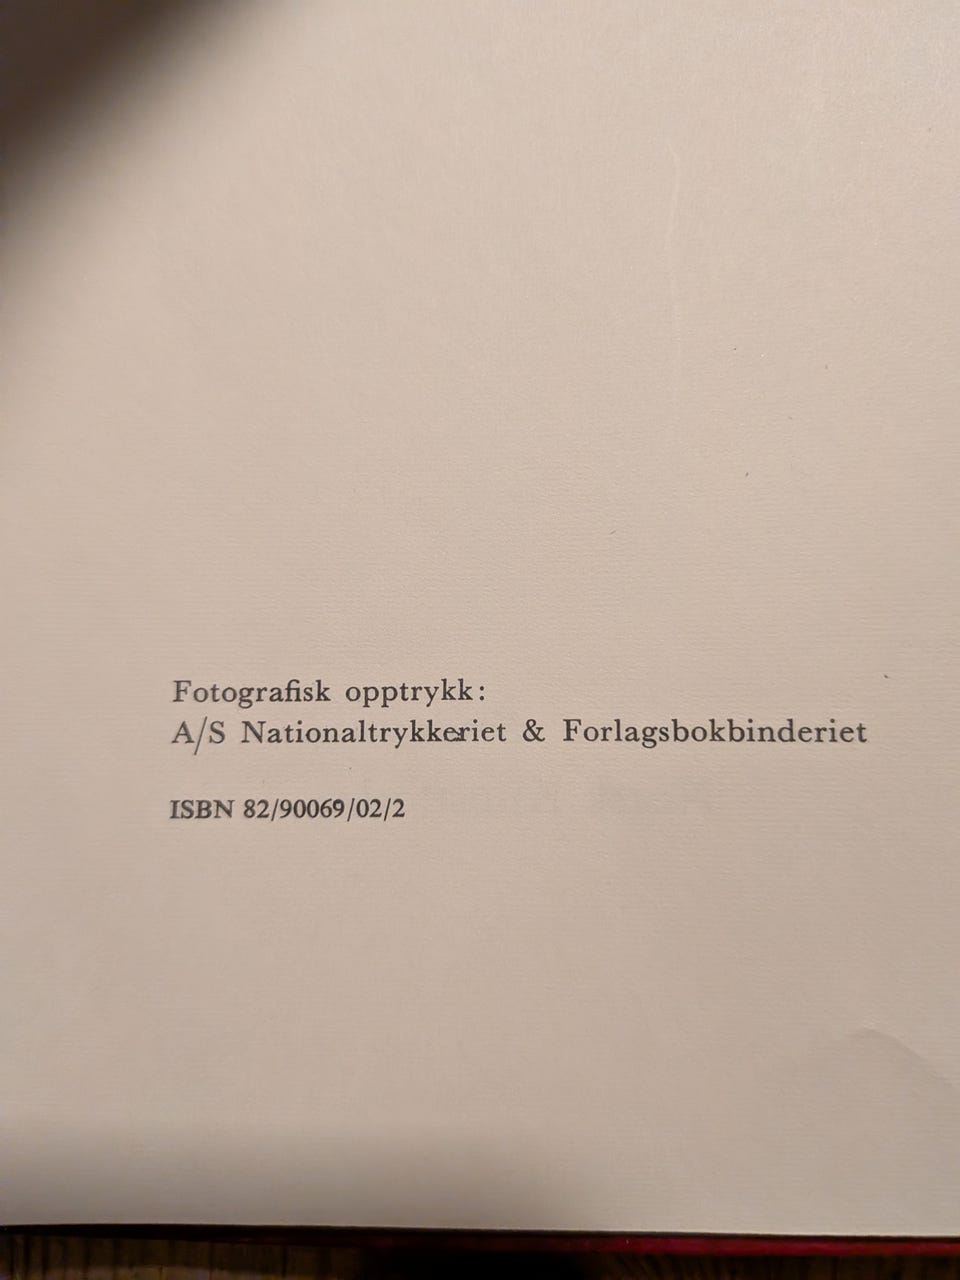 Fotografisk opptrykk:
A/S Nationaltrykkeriet & Forlagsbokbinderiet
ISBN 82/90069/02/2